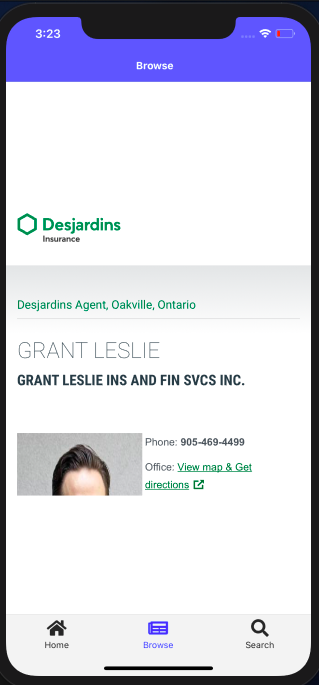 3:23
Browse
Desjardins
Insurance
Desjardins Agent, Oakville, Ontario
GRANT LESLIE
GRANT LESLIE INS AND FIN SVCS INC.
Phone: 905-469-4499
Office: View map & Get
directions
Home Browse Search